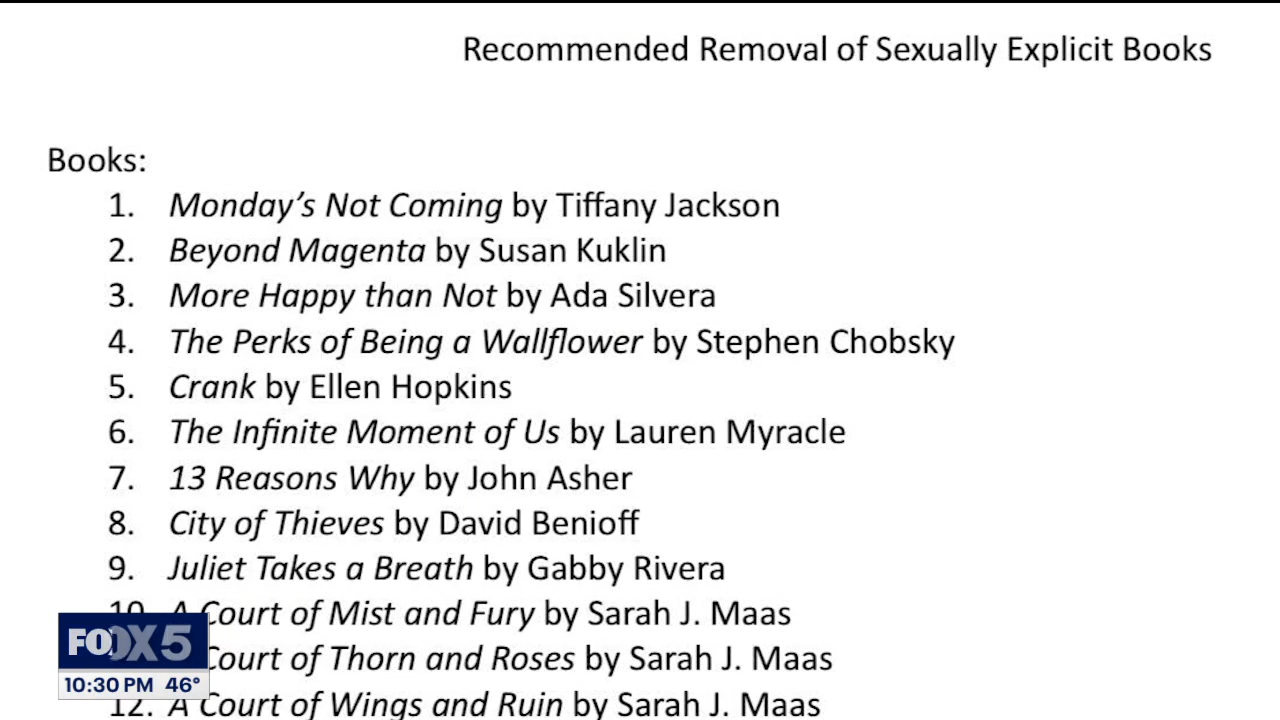 Recommended Removal of Sexually Explicit Books
Books:
1. Monday's Not Coming by Tiffany Jackson
2. Beyond Magenta by Susan Kuklin
3. More Happy than Not by Ada Silvera
4. The Perks of Being a Wallflower by Stephen Chobsky
5. Crank by Ellen Hopkins
6. The Infinite Moment of Us by Lauren Myracle
7. 13 Reasons Why by John Asher
8. City of Thieves by David Benioff
9. Juliet Takes a Breath by Gabby Rivera
10. A Court of Mist and Fury by Sarah J. Maas
Court of Thorn and Roses by Sarah J. Maas
12. A Court of Wings and Ruin by Sarah J. Maas
FOX 5
10:30 PM 46°